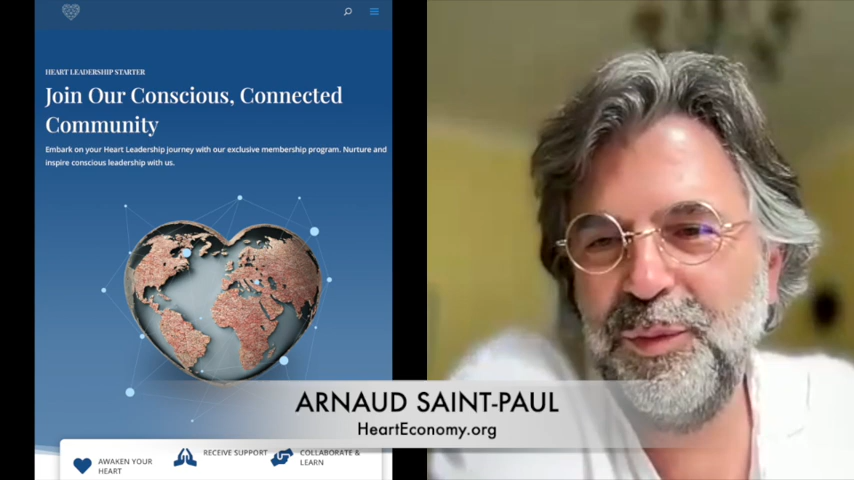 HEART LEADERSHIP STARTER
Join Our Conscious, Connected
Community
Embark on your Heart Leadership journey with our exclusive membership program. Nurture and
inspire conscious leadership with us.
ARNAUD SAINT-PAUL
HeartEconomy.org
AWAKEN YOUR
HEART
RECEIVE SUPPORT
COLLABORATE &
LEARN